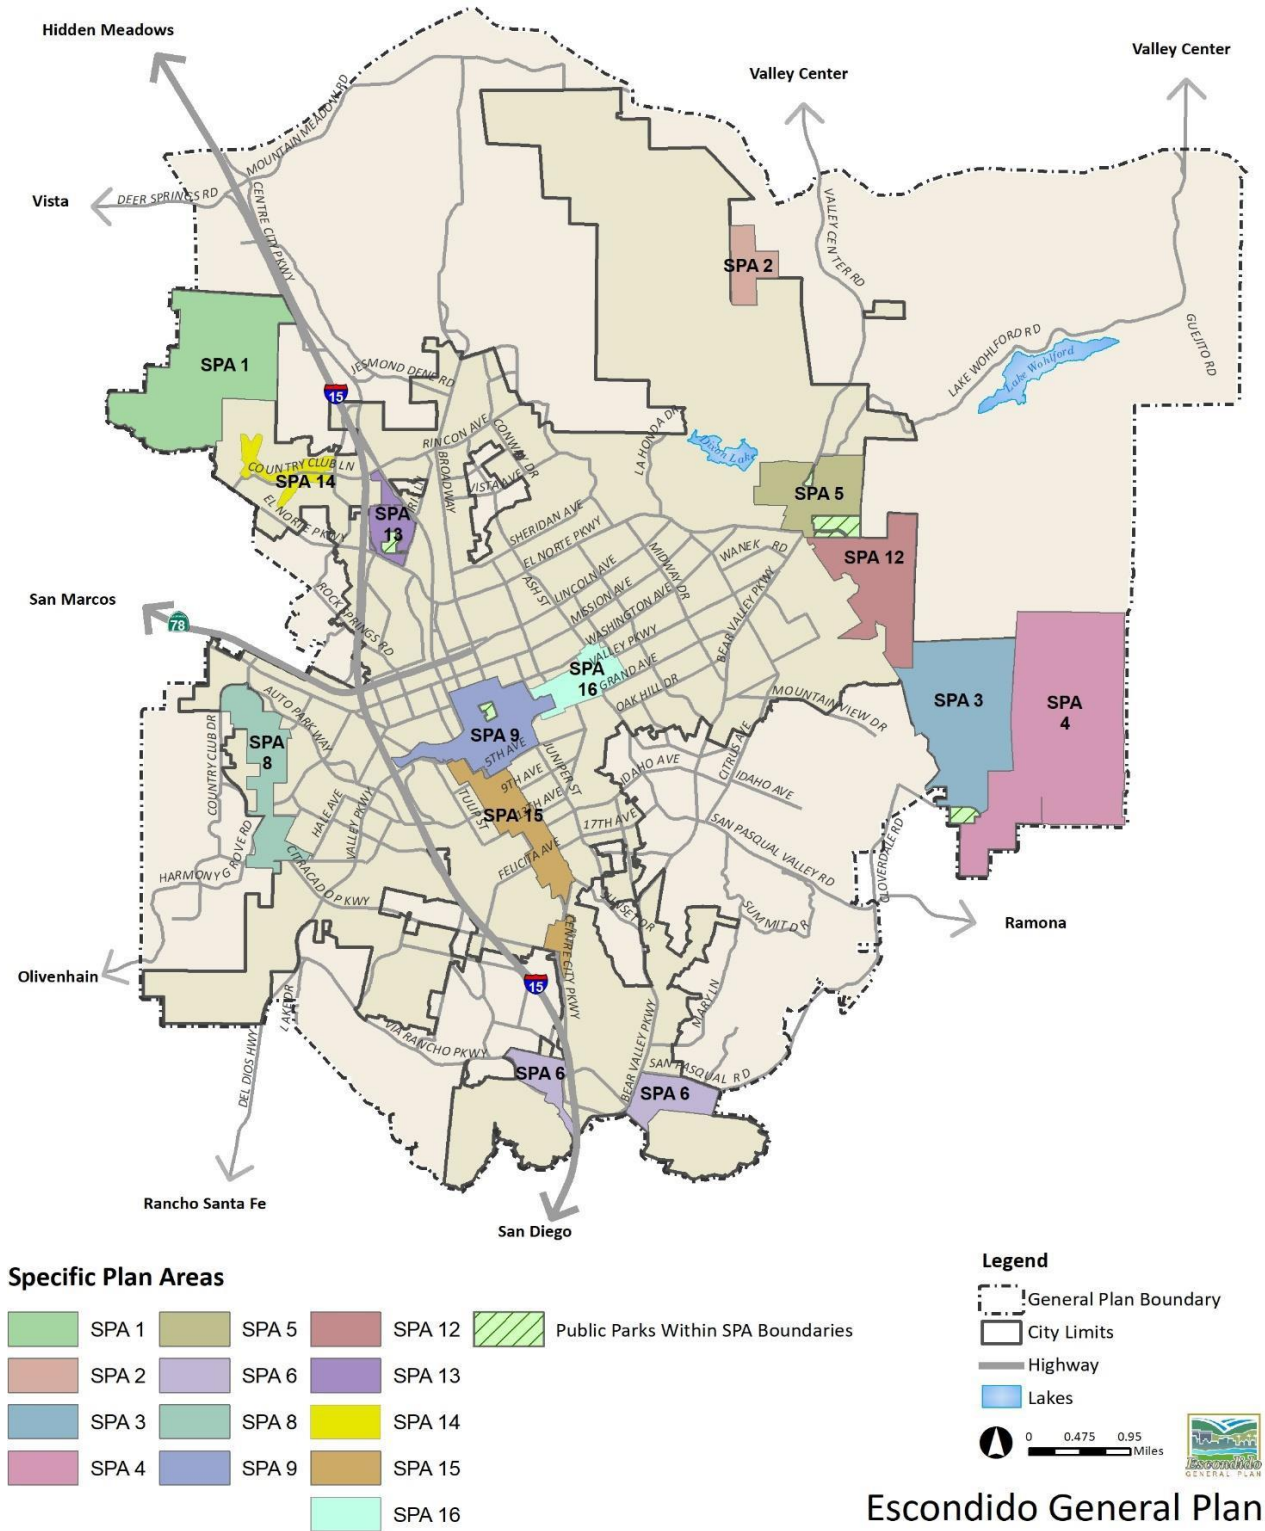 Hidden Meadows
Valley Center
Valley Center
MOUNTAIN MEADOW RD
Vista
DEER SPRINGS RD
CENTRE CITY PKWY
VALLEY CENTER RD
SPA 2
GUEJITO RD
LAKE WOHLFORD RD
Lake Wohlford
SPA 1
JESMOND DENE RD
15
RINCON AVE
CONWAY DR
BROADWAY
LA HONDA DR
Dixon Lake
COUNTRY CLUB LN
SPA 14
VISTA AVE
SPA 5
EL NORTE PKWY
SPA
13
SHERIDAN AVE
EL NORTE PKWY
WANEK RD
SPA 12
MIDWAY DR
ASH ST
LINCOLN AVE
MISSION AVE
WASHINGTON AVE
VALLEY PKWY
BEAR VALLEY PKWY
San Marcos
78
ROCK SPRINGS RD
SPA
16
GRAND AVE
OAK HILL DR
MOUNTAIN VIEW DR
SPA 3
SPA
4
AUTO PARK WAY
COUNTRY CLUB DR
SPA
8
SPA 9
5TH AVE
JUNIPER ST
9TH AVE
13TH AVE
IDAHO AVE
CITRUS AVE
IDAHO AVE
TULIP ST
SPA 15
17TH AVE
HALE AVE
VALLEY PKWY
SAN PASQUAL VALLEY RD
CLOVERDALE RD
HARMONY GROVE RD
CITRACADO PKWY
FELICITA AVE
SUNSET DR
SUMMIT DR
Ramona
Olivenhain
CENTRE CITY PKWY
15
LAKE DR
MARY LN
BEAR VALLEY PKWY
VIA RANCHO PKWY
DEL DIOS HWY
SPA 6
SAN PASQUAL RD
SPA 6
Rancho Santa Fe
San Diego
Specific Plan Areas
SPA 1
SPA 5
SPA 12
Public Parks Within SPA Boundaries
SPA 2
SPA 6
SPA 13
SPA 3
SPA 8
SPA 14
SPA 4
SPA 9
SPA 15
SPA 16
Legend
General Plan Boundary
City Limits
Highway
Lakes
0 0.475 0.95
Miles
Escondido
GENERAL PLAN
Escondido General Plan